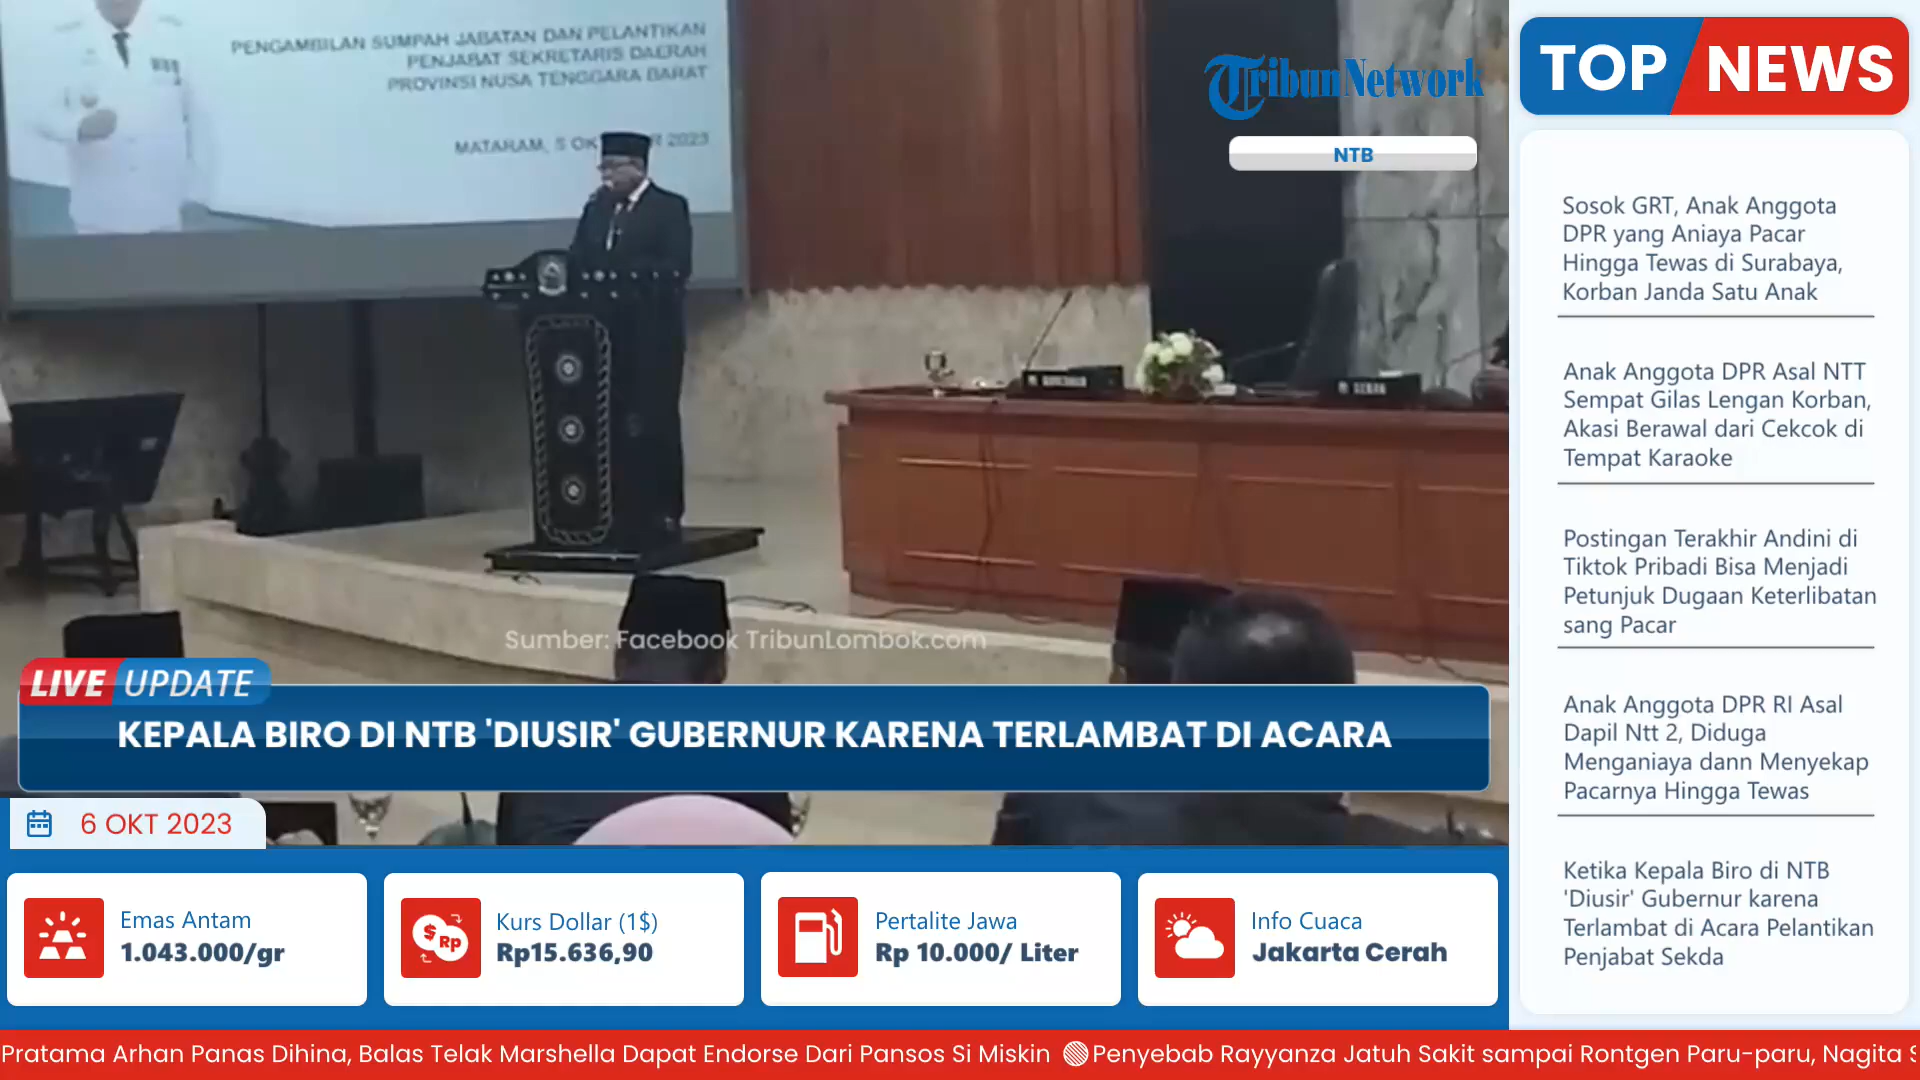 PENGAMBILAN SUMPAH JABATAN DAN PELANTIKAN
PENJABAT SEKRETARIS DAERAH
PROVINSI NUSA TENGGARA BARAT
MATARAM, 5 OK R 2023
TribunNetwork
NTB
Sumber: Facebook TribunLombok.com
LIVE UPDATE
KEPALA BIRO DI NTB 'DIUSIR' GUBERNUR KARENA TERLAMBAT DI ACARA
6 OKT 2023
Emas Antam
1.043.000/gr
Kurs Dollar (1$)
Rp15.636,90
Pertalite Jawa
Rp 10.000/ Liter
Info Cuaca
Jakarta Cerah
TOP NEWS
Sosok GRT, Anak Anggota
DPR yang Aniaya Pacar
Hingga Tewas di Surabaya,
Korban Janda Satu Anak
Anak Anggota DPR Asal NTT
Sempat Gilas Lengan Korban,
Akasi Berawal dari Cekcok di
Tempat Karaoke
Postingan Terakhir Andini di
Tiktok Pribadi Bisa Menjadi
Petunjuk Dugaan Keterlibatan
sang Pacar
Anak Anggota DPR RI Asal
Dapil Ntt 2, Diduga
Menganiaya dann Menyekap
Pacarnya Hingga Tewas
Ketika Kepala Biro di NTB
'Diusir' Gubernur karena
Terlambat di Acara Pelantikan
Penjabat Sekda
Pratama Arhan Panas Dihina, Balas Telak Marshella Dapat Endorse Dari Pansos Si Miskin Penyebab Rayyanza Jatuh Sakit sampai Rontgen Paru-paru, Nagita S